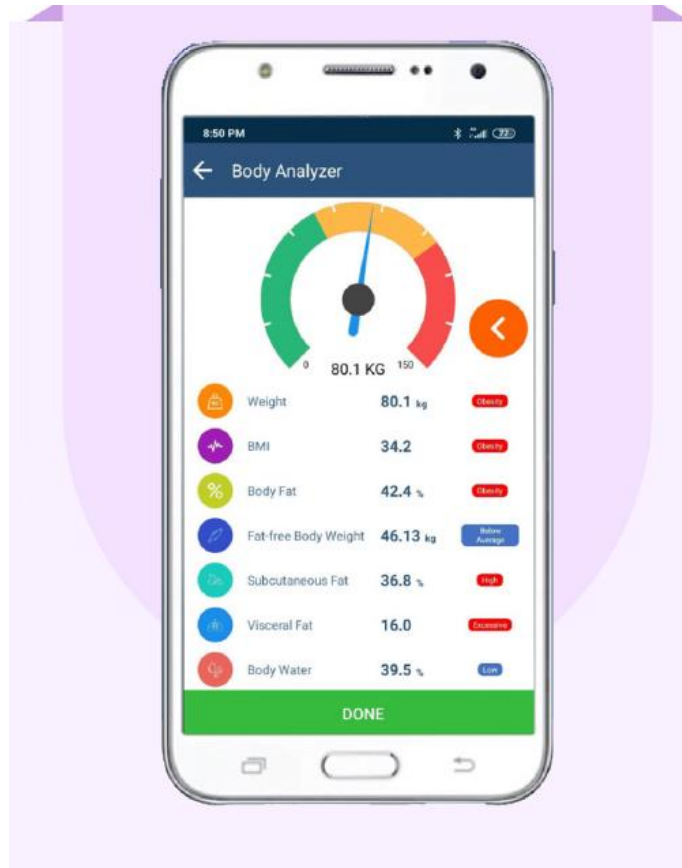 8:50 PM
72
Body Analyzer
0
80.1 KG
150
Weight 80.1 kg Obesity
BMI 34.2 Obesity
Body Fat 42.4 % Obesity
Fat-free Body Weight 46.13 kg Below Average
Subcutaneous Fat 36.8 % High
Visceral Fat 16.0 Excessive
Body Water 39.5 % Low
DONE